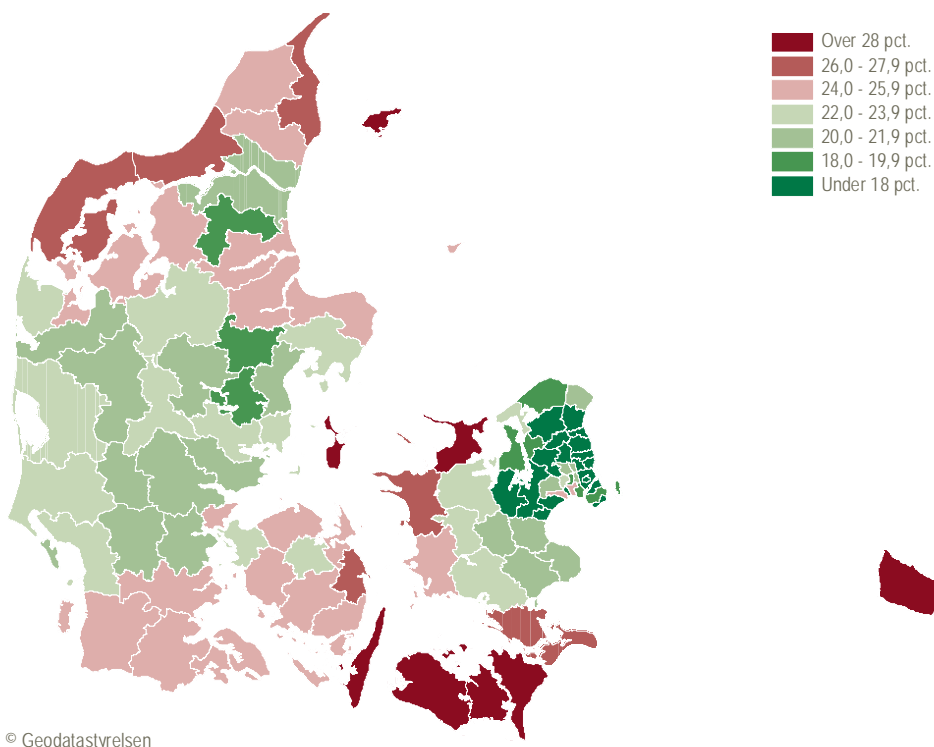 Over 28 pct.
26,0 - 27,9 pct.
24,0 - 25,9 pct.
22,0 - 23,9 pct.
20,0 - 21,9 pct.
18,0 - 19,9 pct.
Under 18 pct.
© Geodatastyrelsen